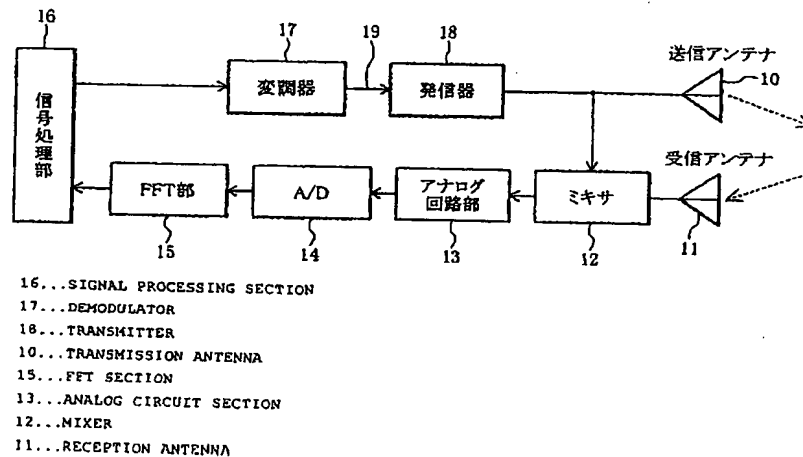 16
17
19
18
送信アンテナ
10
信号処理部
変調器
発信器
受信アンテナ
FFT部
A/D
アナログ
回路部
ミキサ
15
14
13
12
11
16...SIGNAL PROCESSING SECTION
17...DEMODULATOR
18...TRANSMITTER
10...TRANSMISSION ANTENNA
15...FFT SECTION
13...ANALOG CIRCUIT SECTION
12...MIXER
11...RECEPTION ANTENNA